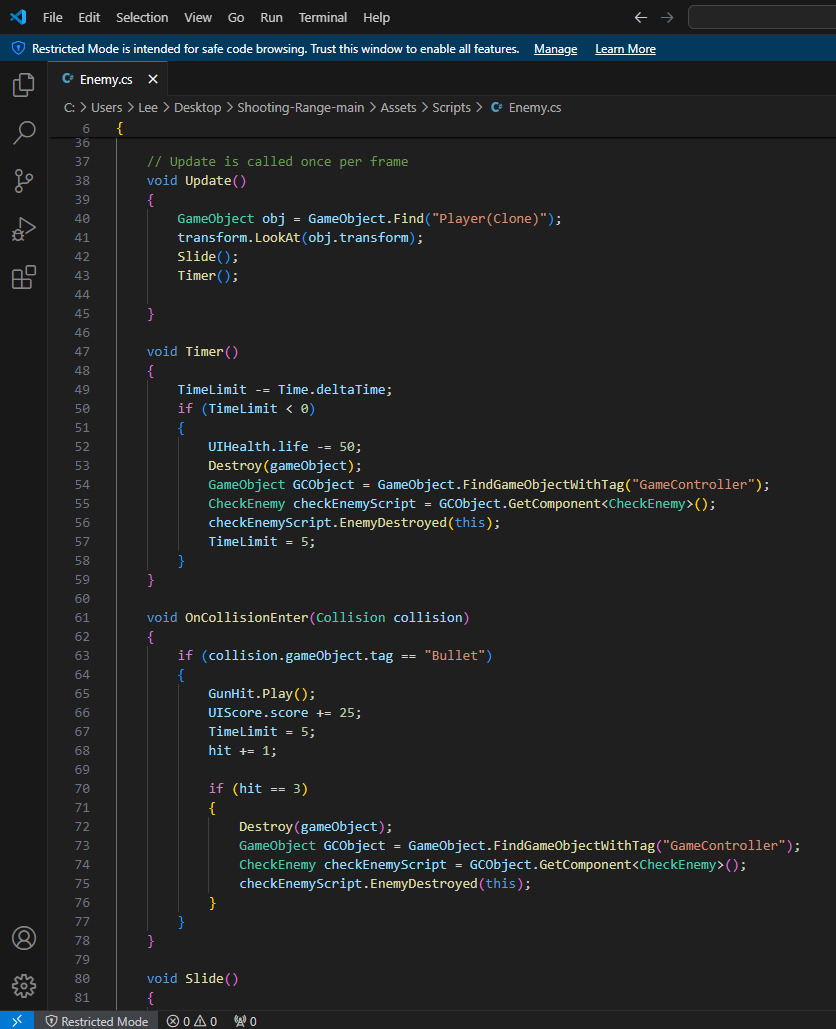 File Edit Selection View Go Run Terminal Help
Restricted Mode is intended for safe code browsing. Trust this window to enable all features. Manage Learn More
C# Enemy.cs
C: > Users > Lee > Desktop > Shooting-Range-main > Assets > Scripts > C# Enemy.cs
6 {
36
37 // Update is called once per frame
38 void Update()
39 {
40 GameObject obj = GameObject.Find("Player(Clone)");
41 transform.LookAt(obj.transform);
42 Slide();
43 Timer();
44
45 }
46
47 void Timer()
48 {
49 TimeLimit -= Time.deltaTime;
50 if (TimeLimit < 0)
51 {
52 UIHealth.life -= 50;
53 Destroy(gameObject);
54 GameObject GCObject = GameObject.FindGameObjectWithTag("GameController");
55 CheckEnemy checkEnemyScript = GCObject.GetComponent<CheckEnemy>();
56 checkEnemyScript.EnemyDestroyed(this);
57 TimeLimit = 5;
58 }
59 }
60
61 void OnCollisionEnter(Collision collision)
62 {
63 if (collision.gameObject.tag == "Bullet")
64 {
65 GunHit.Play();
66 UIScore.score += 25;
67 TimeLimit = 5;
68 hit += 1;
69
70 if (hit == 3)
71 {
72 Destroy(gameObject);
73 GameObject GCObject = GameObject.FindGameObjectWithTag("GameController");
74 CheckEnemy checkEnemyScript = GCObject.GetComponent<CheckEnemy>();
75 checkEnemyScript.EnemyDestroyed(this);
76 }
77 }
78 }
79
80 void Slide()
81 {
Restricted Mode 0 0 0